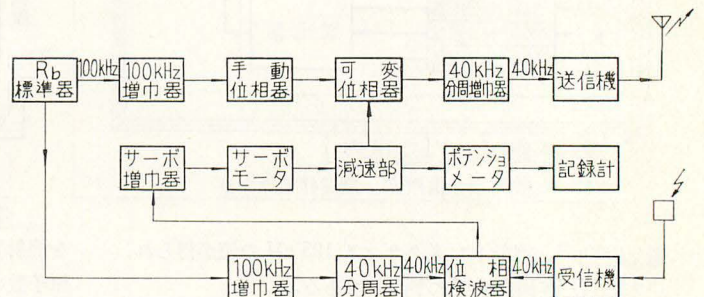 Rb
標準器
100kHz
100kHz
増巾器
手動
位相器
可変
位相器
40kHz
分周増巾器
40kHz
送信機
サーボ
増巾器
サーボ
モータ
減速部
ポテンショ
メータ
記録計
100kHz
増巾器
40kHz
分周器
40kHz
位相
検波器
40kHz
受信機